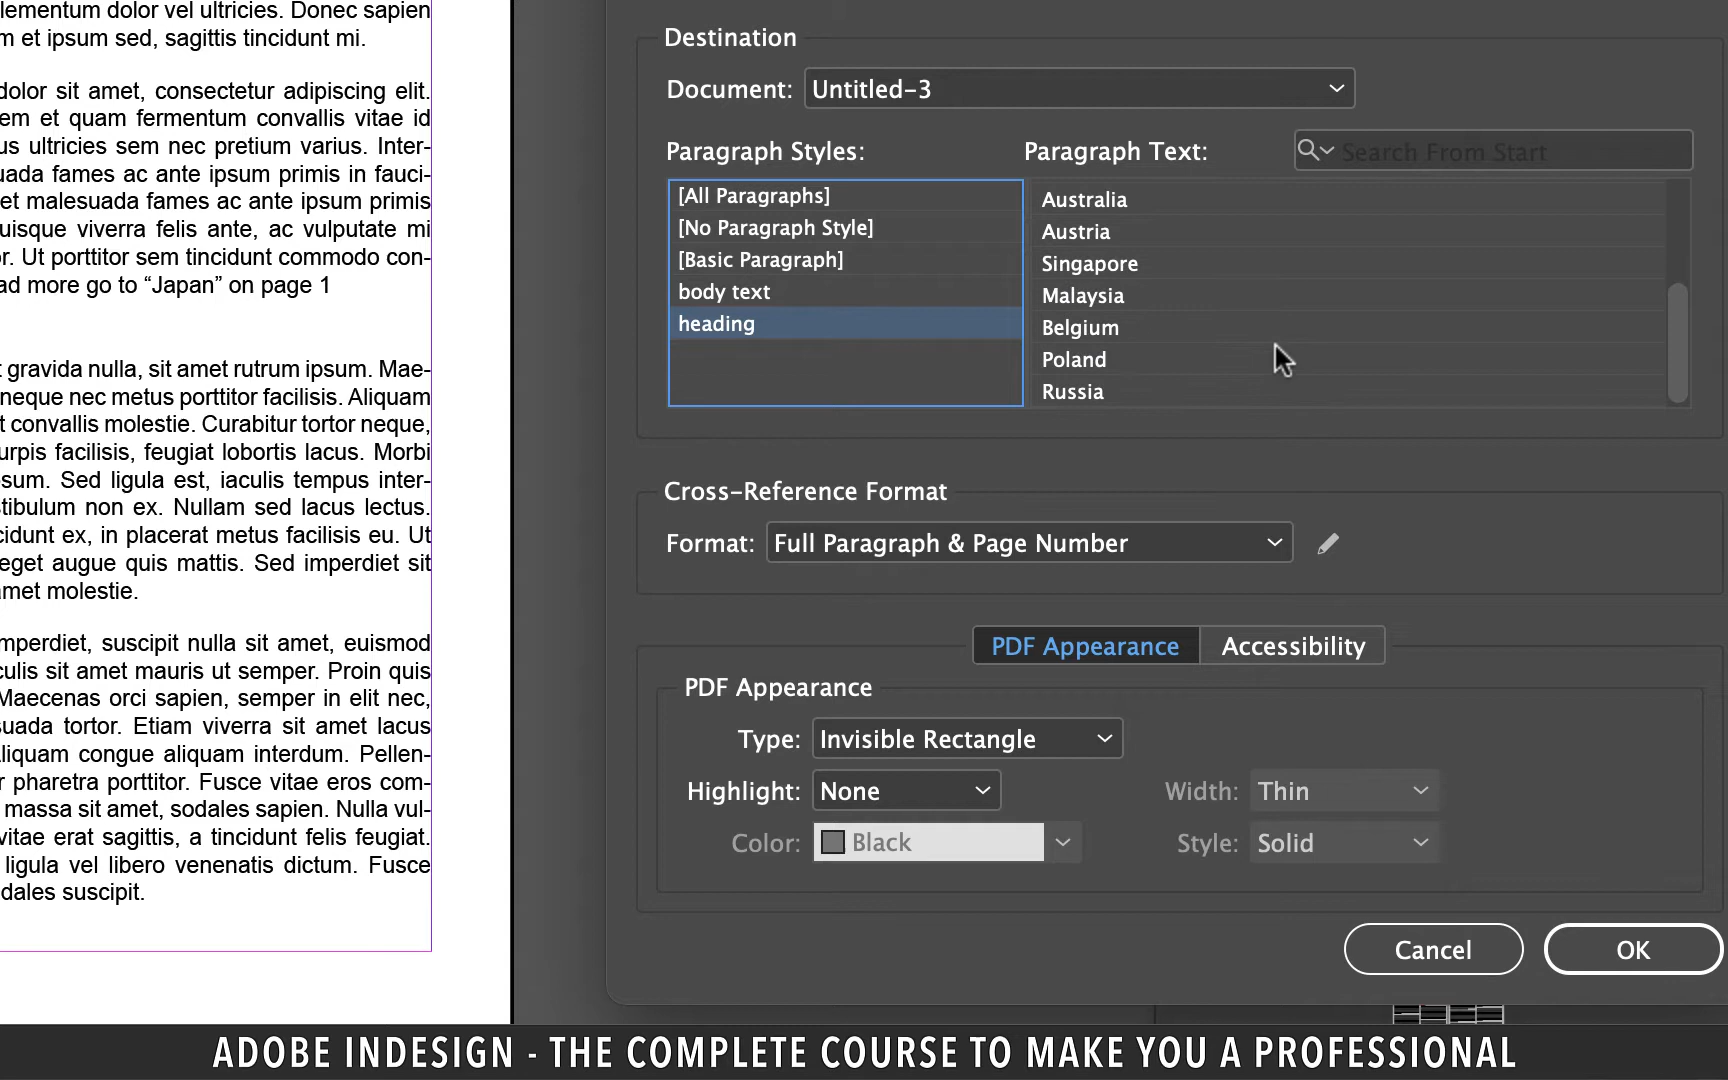 lementum dolor vel ultricies. Donec sapien
m et ipsum sed, sagittis tincidunt mi.
dolor sit amet, consectetur adipiscing elit.
em et quam fermentum convallis vitae id
us ultricies sem nec pretium varius. Inter-
uada fames ac ante ipsum primis in fauci-
et malesuada fames ac ante ipsum primis
uisque viverra felis ante, ac vulputate mi
or. Ut porttitor sem tincidunt commodo con-
ad more go to “Japan” on page 1
t gravida nulla, sit amet rutrum ipsum. Mae-
neque nec metus porttitor facilisis. Aliquam
t convallis molestie. Curabitur tortor neque,
urpis facilisis, feugiat lobortis lacus. Morbi
sum. Sed ligula est, iaculis tempus inter-
stibulum non ex. Nullam sed lacus lectus.
cidunt ex, in placerat metus facilisis eu. Ut
eget augue quis mattis. Sed imperdiet sit
amet molestie.
mperdiet, suscipit nulla sit amet, euismod
culis sit amet mauris ut semper. Proin quis
Maecenas orci sapien, semper in elit nec,
suada tortor. Etiam viverra sit amet lacus
liquam congue aliquam interdum. Pellen-
r pharetra porttitor. Fusce vitae eros com-
massa sit amet, sodales sapien. Nulla vul-
vitae erat sagittis, a tincidunt felis feugiat.
ligula vel libero venenatis dictum. Fusce
dales suscipit.
Destination
Document: Untitled-3
Paragraph Styles: Paragraph Text: Search From Start
[All Paragraphs]
[No Paragraph Style]
[Basic Paragraph]
body text
heading
Australia
Austria
Singapore
Malaysia
Belgium
Poland
Russia
Cross-Reference Format
Format: Full Paragraph & Page Number
PDF Appearance Accessibility
PDF Appearance
Type: Invisible Rectangle
Highlight: None Width: Thin
Color: Black Style: Solid
Cancel OK
ADOBE INDESIGN - THE COMPLETE COURSE TO MAKE YOU A PROFESSIONAL